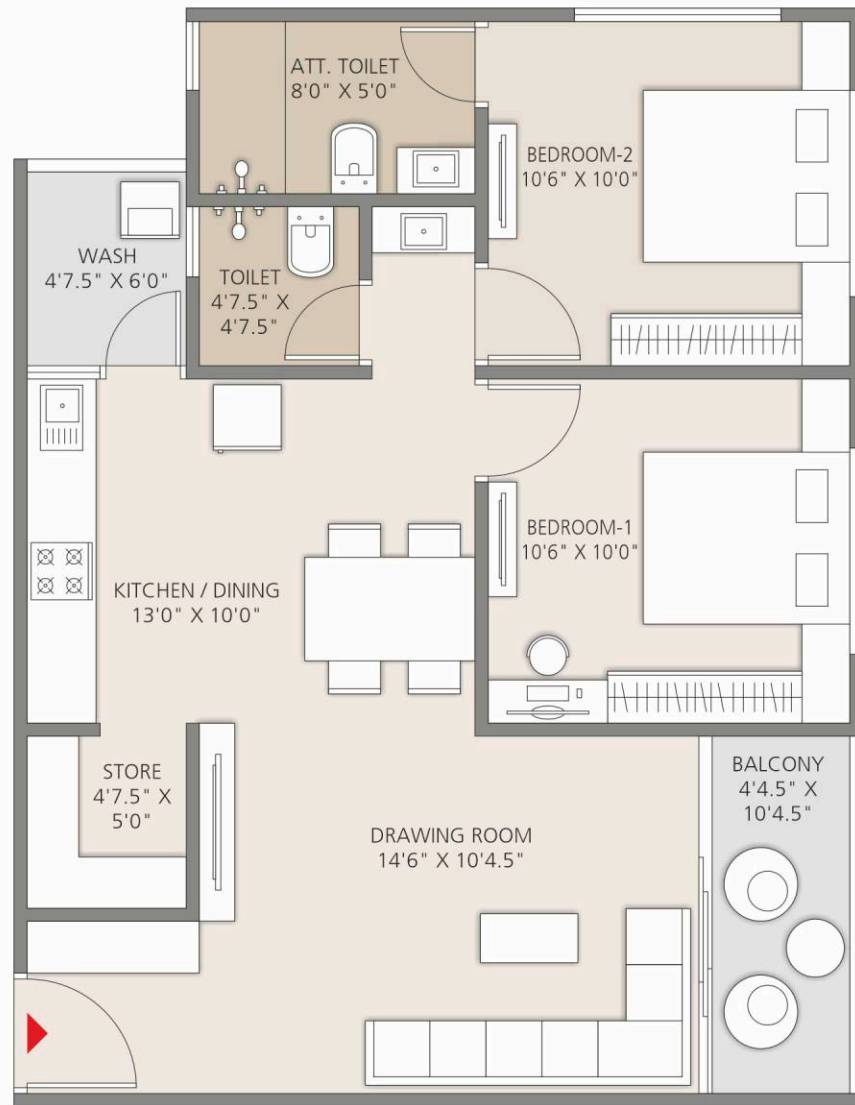 ATT. TOILET
8'0" X 5'0"
BEDROOM-2
10'6" X 10'0"
WASH
4'7.5" X 6'0"
TOILET
4'7.5" X
4'7.5"
BEDROOM-1
10'6" X 10'0"
KITCHEN / DINING
13'0" X 10'0"
STORE
4'7.5" X
5'0"
BALCONY
4'4.5" X
10'4.5"
DRAWING ROOM
14'6" X 10'4.5"